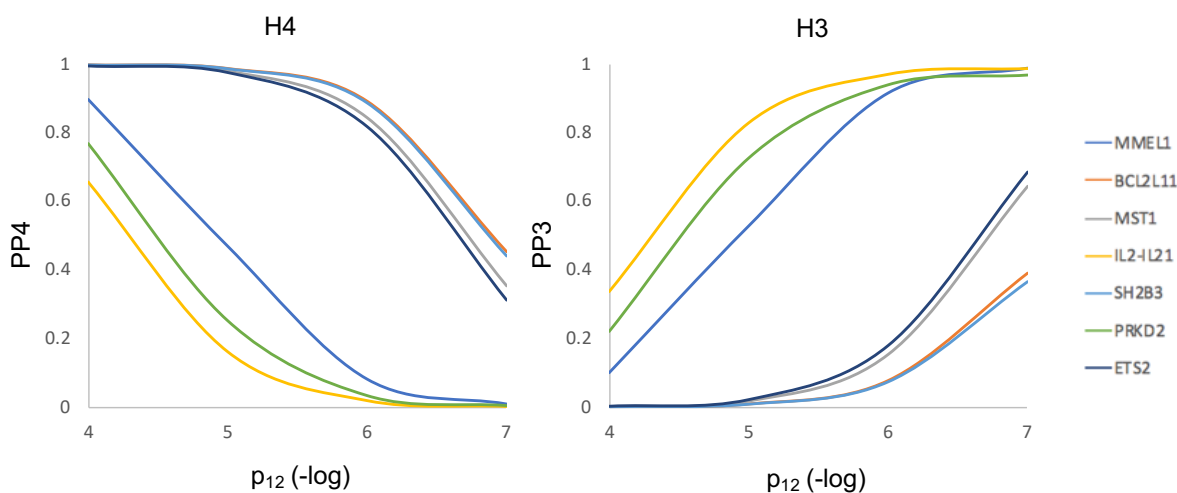 H4
H3
PP4
1
0.8
0.6
0.4
0.2
0
4
5
6
7
p₁₂ (-log)
PP3
1
0.8
0.6
0.4
0.2
0
4
5
6
7
p₁₂ (-log)
MMEL1
BCL2L11
MST1
IL2-IL21
SH2B3
PRKD2
ETS2